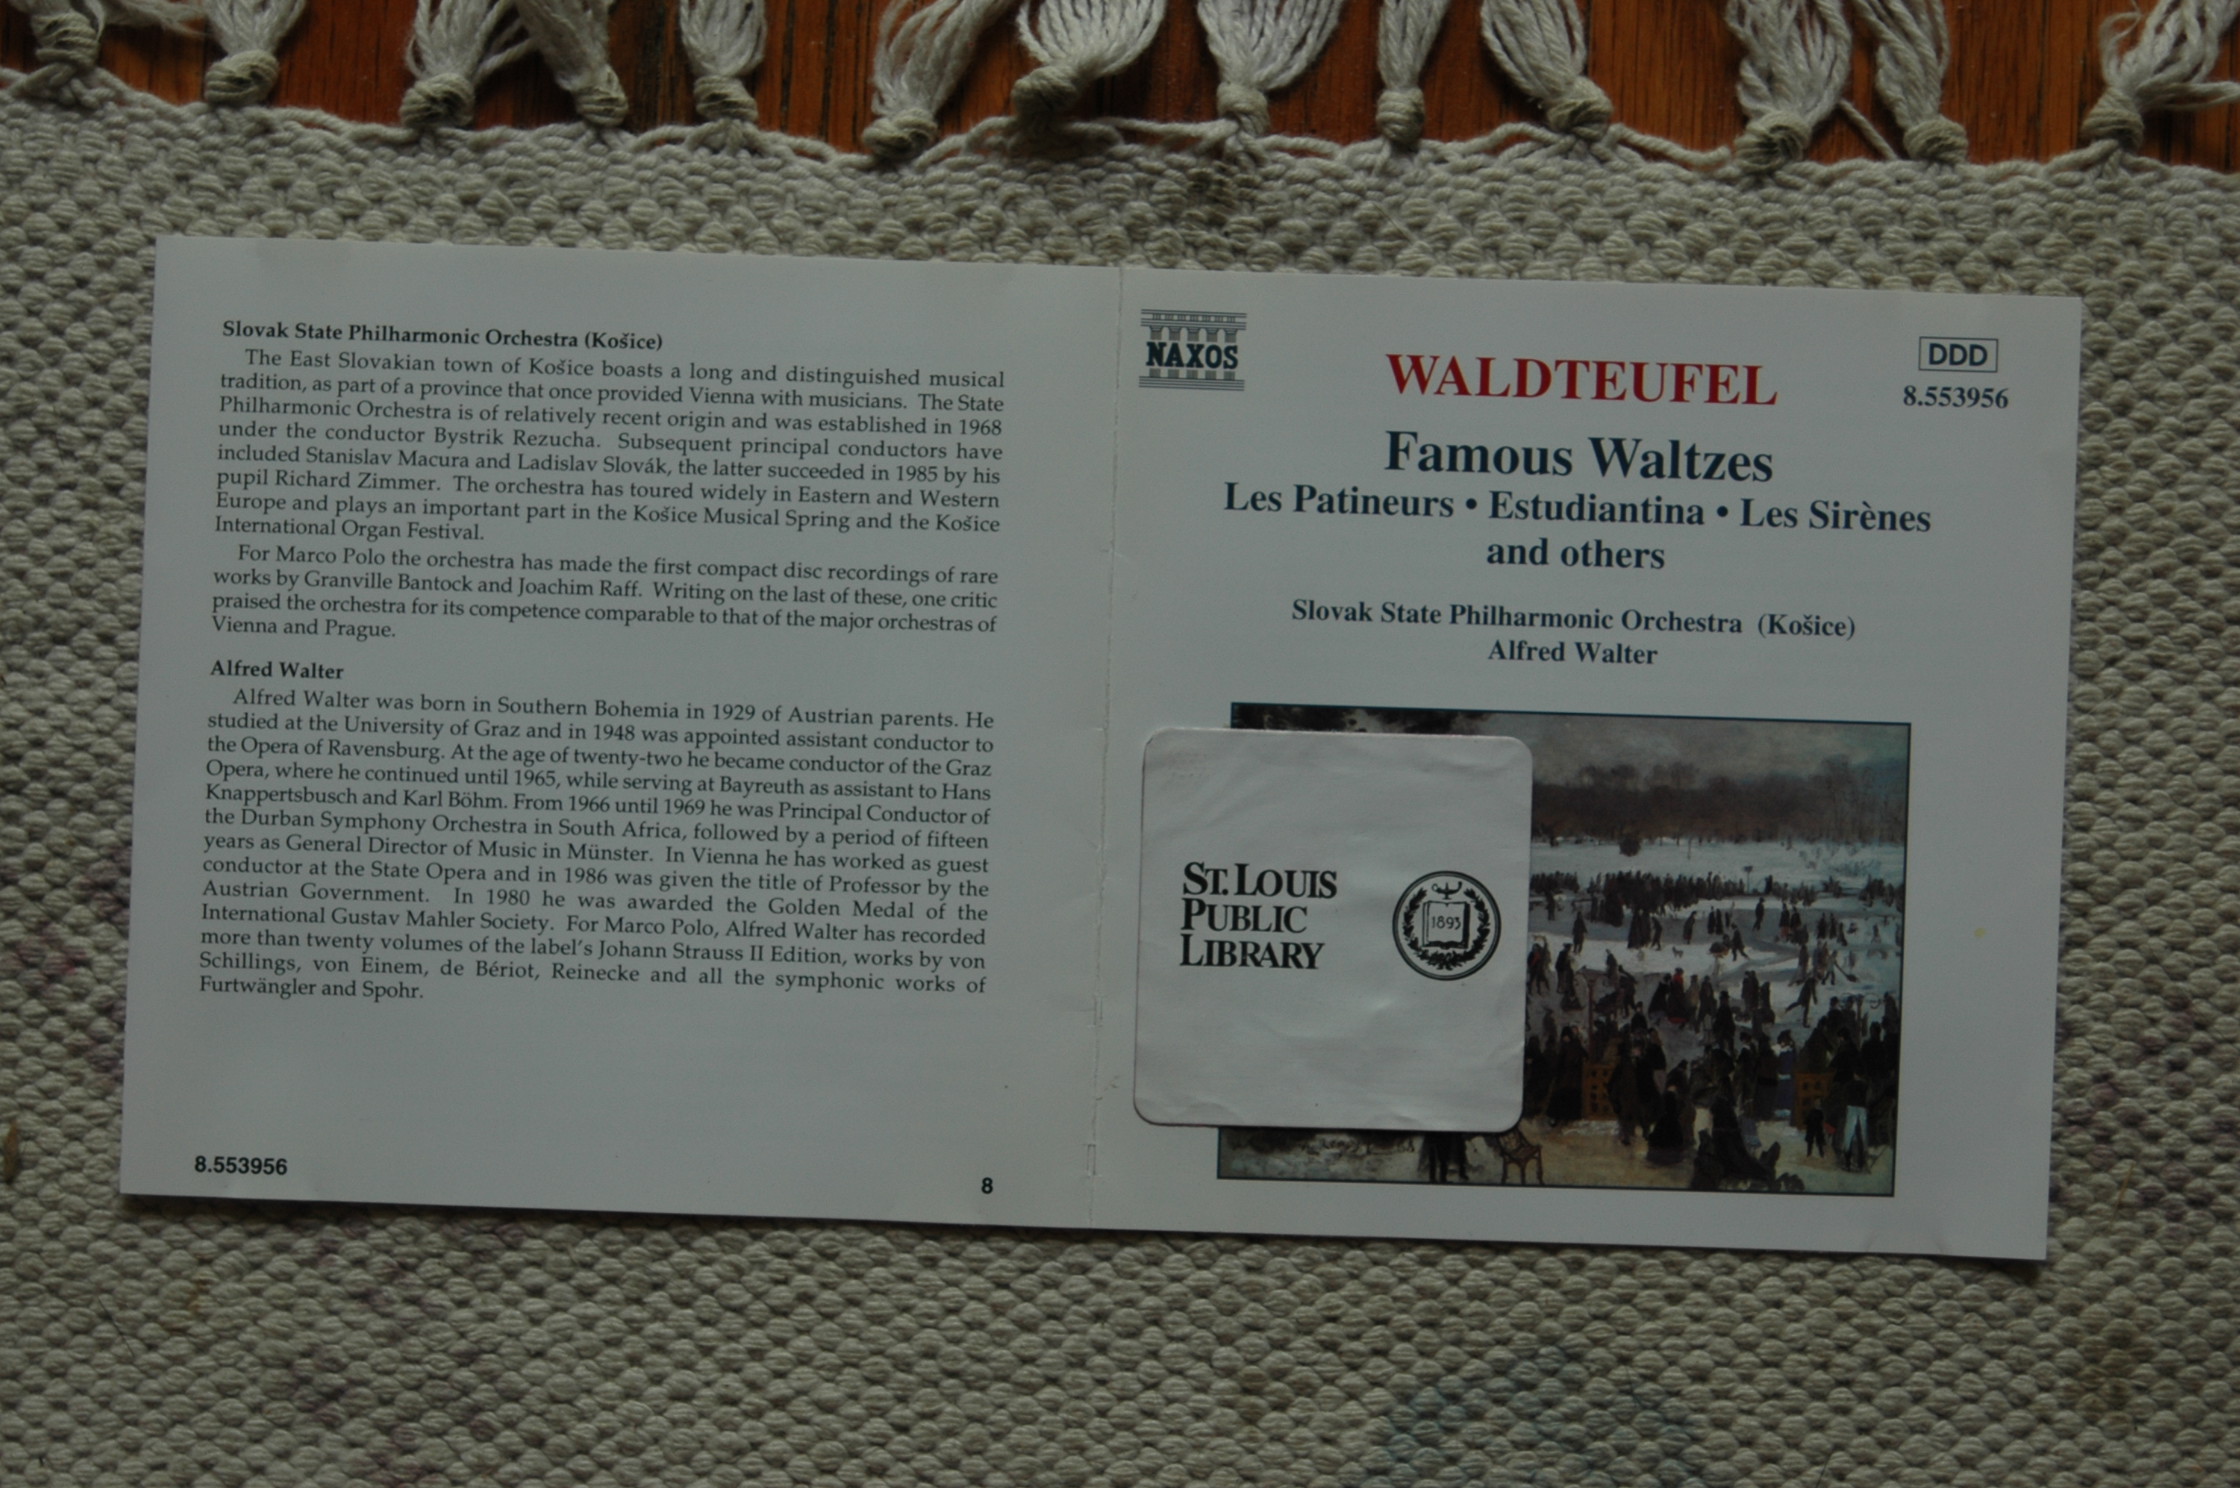 Slovak State Philharmonic Orchestra (Košice)
The East Slovakian town of Košice boasts a long and distinguished musical
tradition, as part of a province that once provided Vienna with musicians. The State
Philharmonic Orchestra is of relatively recent origin and was established in 1968
under the conductor Bystrik Rezucha. Subsequent principal conductors have
included Stanislav Macura and Ladislav Slovák, the latter succeeded in 1985 by his
pupil Richard Zimmer. The orchestra has toured widely in Eastern and Western
Europe and plays an important part in the Košice Musical Spring and the Košice
International Organ Festival.
For Marco Polo the orchestra has made the first compact disc recordings of rare
works by Granville Bantock and Joachim Raff. Writing on the last of these, one critic
praised the orchestra for its competence comparable to that of the major orchestras of
Vienna and Prague.
Alfred Walter
Alfred Walter was born in Southern Bohemia in 1929 of Austrian parents. He
studied at the University of Graz and in 1948 was appointed assistant conductor to
the Opera of Ravensburg. At the age of twenty-two he became conductor of the Graz
Opera, where he continued until 1965, while serving at Bayreuth as assistant to Hans
Knappertsbusch and Karl Böhm. From 1966 until 1969 he was Principal Conductor of
the Durban Symphony Orchestra in South Africa, followed by a period of fifteen
years as General Director of Music in Münster. In Vienna he has worked as guest
conductor at the State Opera and in 1986 was given the title of Professor by the
Austrian Government. In 1980 he was awarded the Golden Medal of the
International Gustav Mahler Society. For Marco Polo, Alfred Walter has recorded
more than twenty volumes of the label's Johann Strauss II Edition, works by von
Schillings, von Einem, de Bériot, Reinecke and all the symphonic works of
Furtwängler and Spohr.
8.553956
8
NAXOS
DDD
8.553956
WALDTEUFEL
Famous Waltzes
Les Patineurs • Estudiantina • Les Sirènes
and others
Slovak State Philharmonic Orchestra (Košice)
Alfred Walter
ST. LOUIS
PUBLIC
LIBRARY
1893